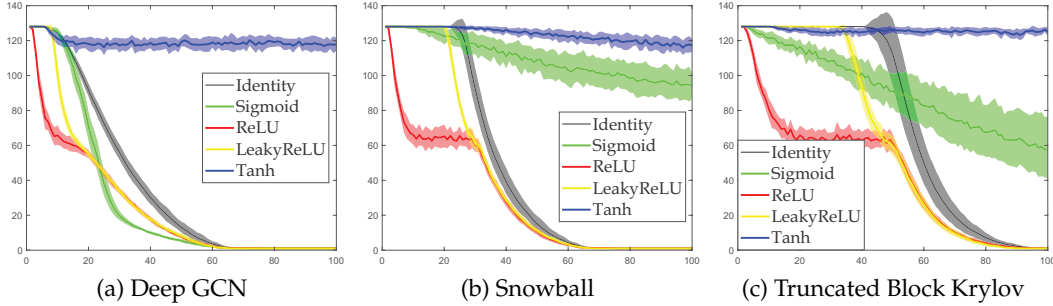 140
120
100
80
60
40
20
0
0 20 40 60 80 100
Identity
Sigmoid
ReLU
LeakyReLU
Tanh
(a) Deep GCN
140
120
100
80
60
40
20
0
0 20 40 60 80 100
Identity
Sigmoid
ReLU
LeakyReLU
Tanh
(b) Snowball
140
120
100
80
60
40
20
0
0 20 40 60 80 100
Identity
Sigmoid
ReLU
LeakyReLU
Tanh
(c) Truncated Block Krylov